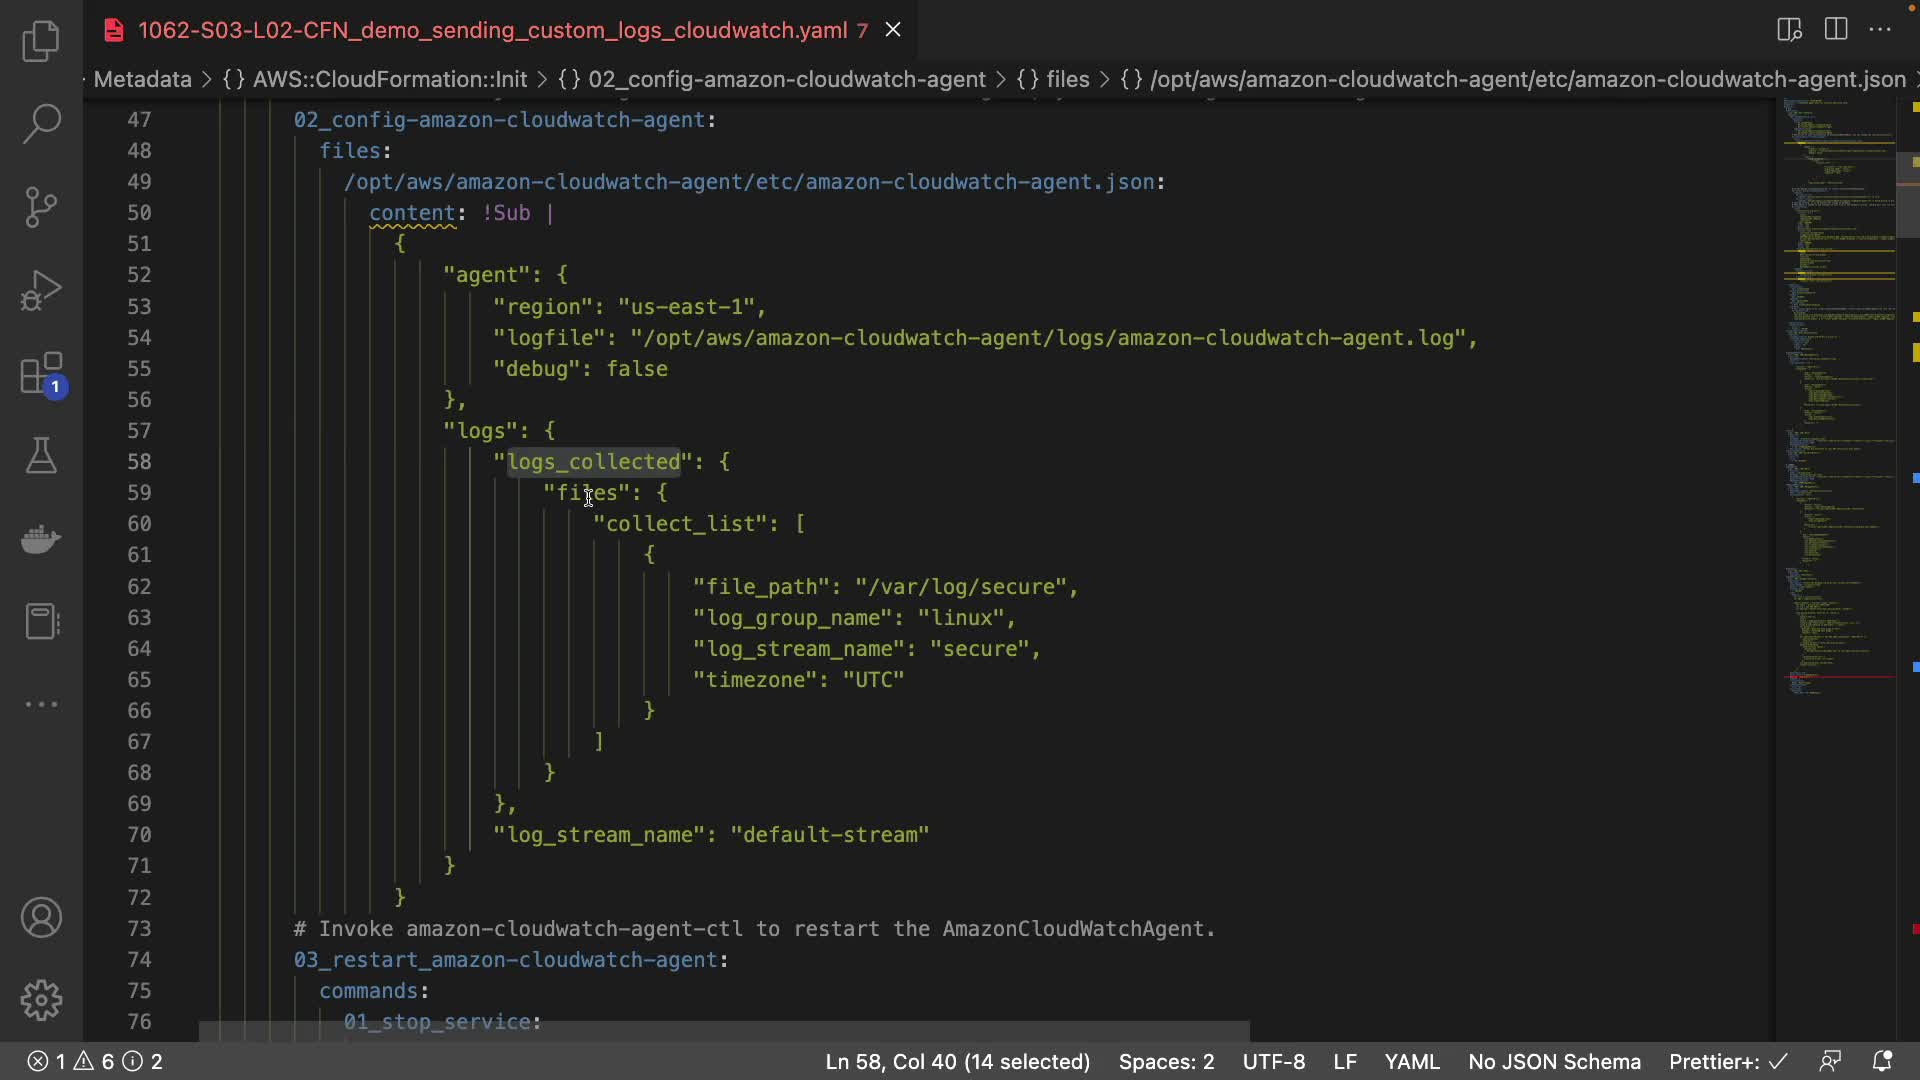 1062-S03-L02-CFN_demo_sending_custom_logs_cloudwatch.yaml 7
Metadata > {} AWS::CloudFormation::Init > {} 02_config-amazon-cloudwatch-agent > {} files > {} /opt/aws/amazon-cloudwatch-agent/etc/amazon-cloudwatch-agent.json >
47 02_config-amazon-cloudwatch-agent:
48 files:
49 /opt/aws/amazon-cloudwatch-agent/etc/amazon-cloudwatch-agent.json:
50 content: !Sub |
51 {
52 "agent": {
53 "region": "us-east-1",
54 "logfile": "/opt/aws/amazon-cloudwatch-agent/logs/amazon-cloudwatch-agent.log",
55 "debug": false
56 },
57 "logs": {
58 "logs_collected": {
59 "files": {
60 "collect_list": [
61 {
62 "file_path": "/var/log/secure",
63 "log_group_name": "linux",
64 "log_stream_name": "secure",
65 "timezone": "UTC"
66 }
67 ]
68 }
69 },
70 "log_stream_name": "default-stream"
71 }
72 }
73 # Invoke amazon-cloudwatch-agent-ctl to restart the AmazonCloudWatchAgent.
74 03_restart_amazon-cloudwatch-agent:
75 commands:
76 01_stop_service:
1
1 6 2 Ln 58, Col 40 (14 selected) Spaces: 2 UTF-8 LF YAML No JSON Schema Prettier+: ✓